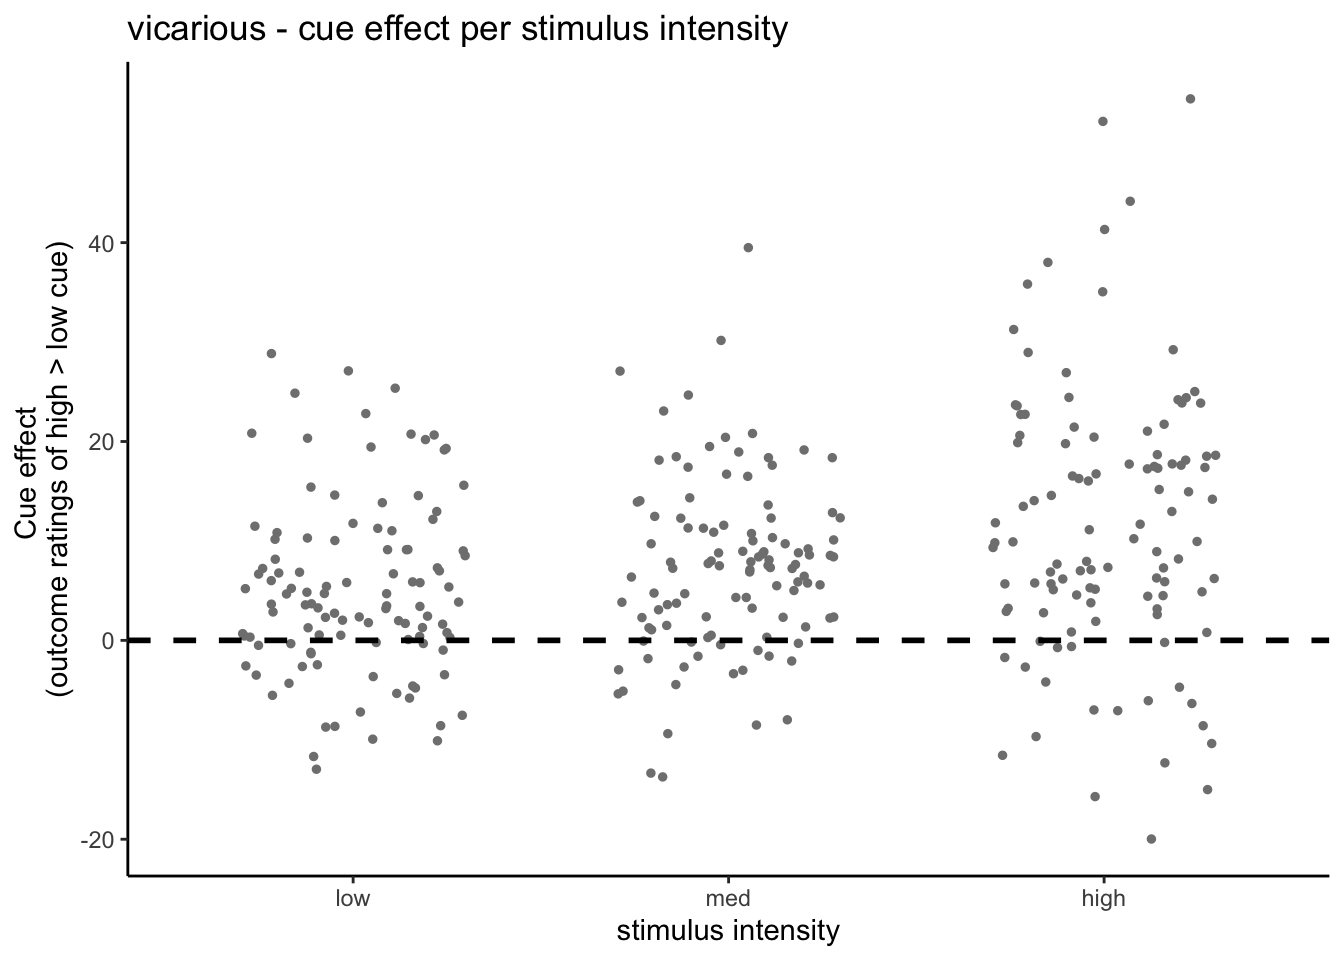 vicarious - cue effect per stimulus intensity
Cue effect
(outcome ratings of high > low cue)
40
20
0
-20
low
med
high
stimulus intensity